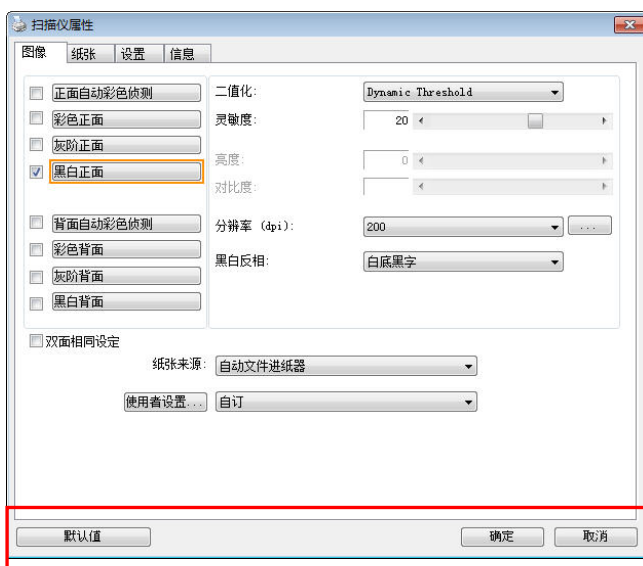 扫描仪属性
图像 纸张 设置 信息
正面自动彩色侦测
彩色正面
灰阶正面
黑白正面
背面自动彩色侦测
彩色背面
灰阶背面
黑白背面
二值化: Dynamic Threshold
灵敏度: 20
亮度: 0
对比度:
分辨率 (dpi): 200 ...
黑白反相: 白底黑字
双面相同设定
纸张来源: 自动文件进纸器
使用者设置... 自订
默认值 确定 取消